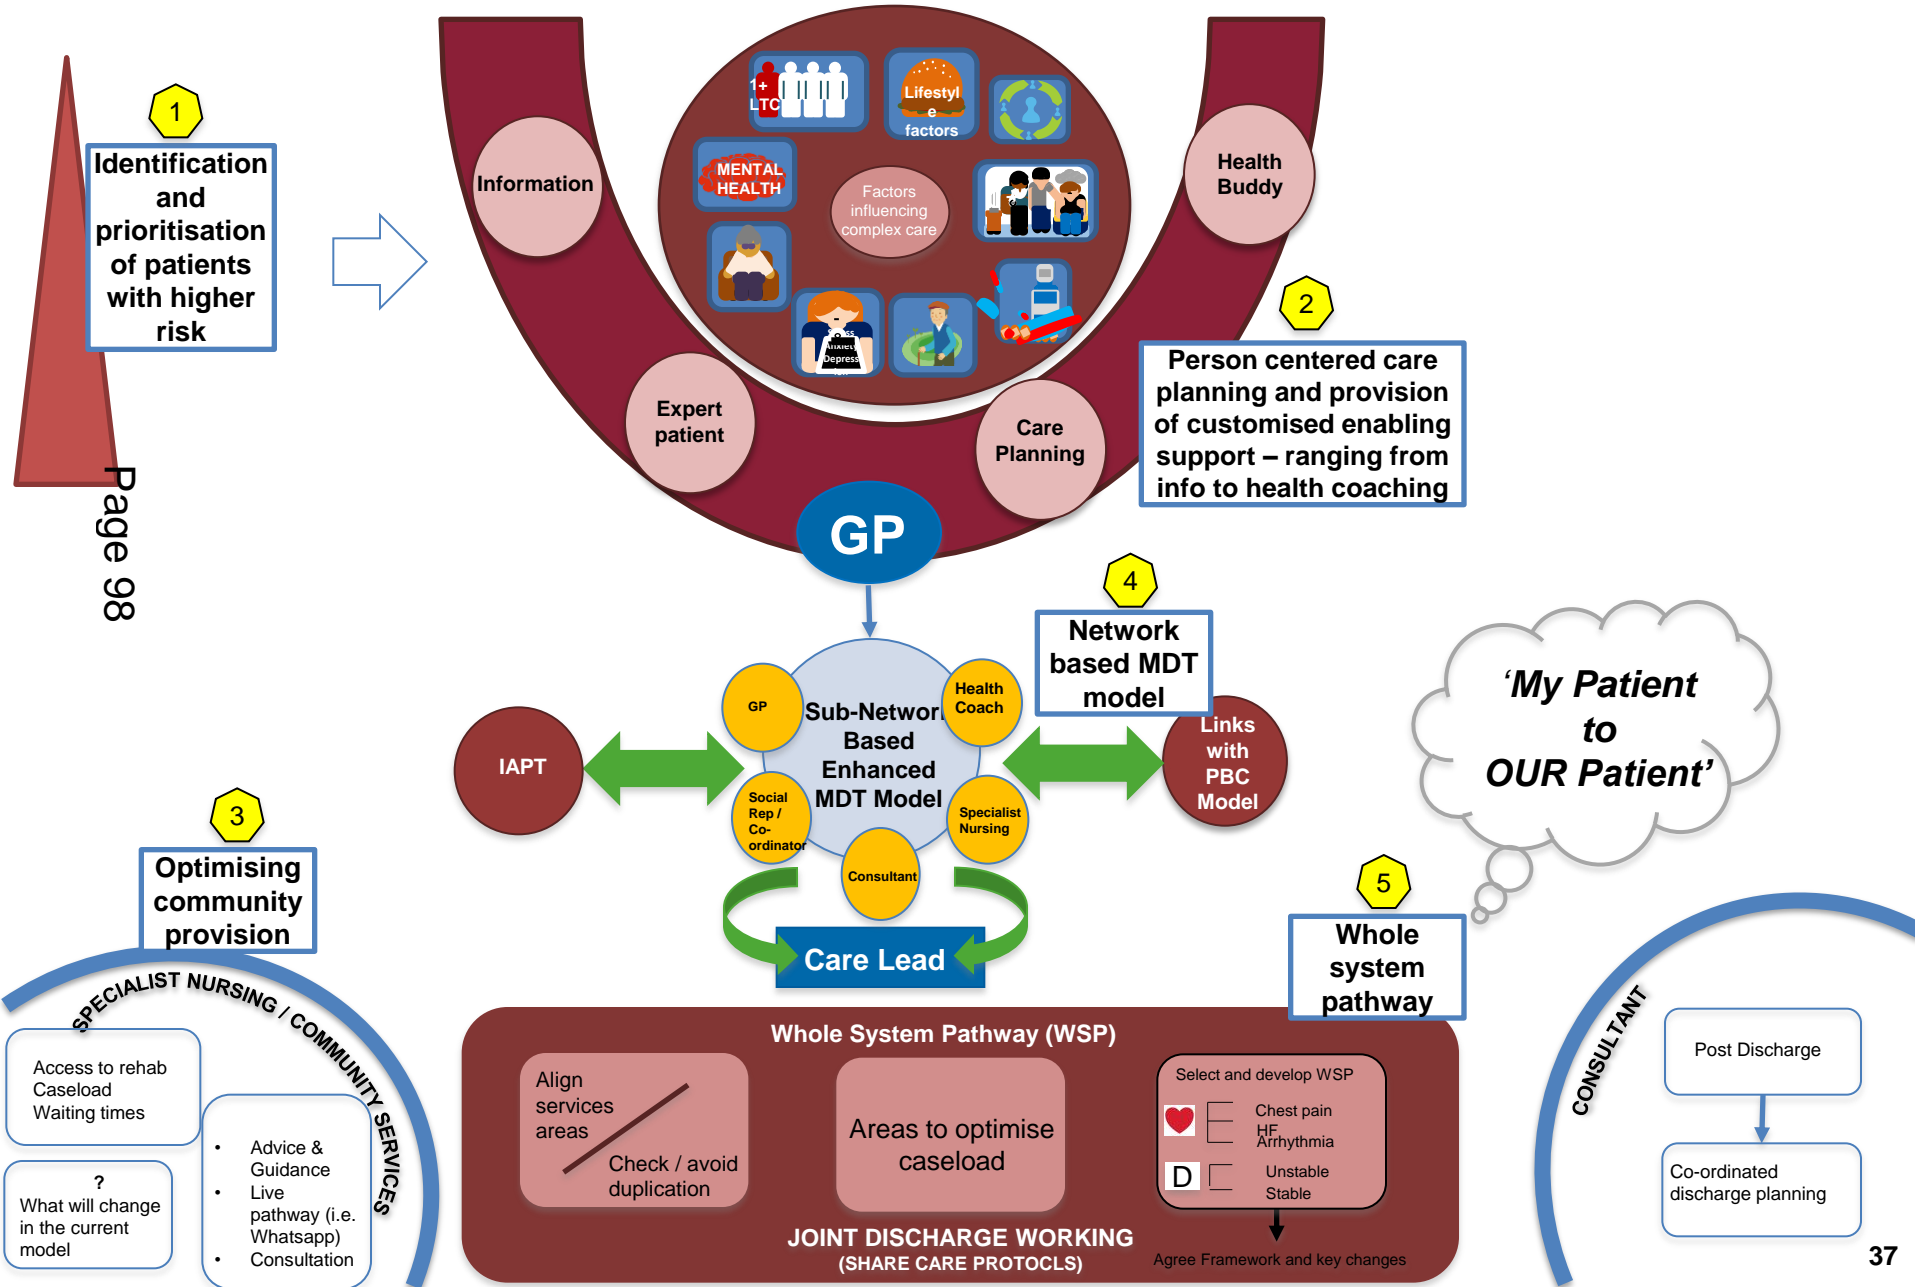 1
Identification
and
prioritisation
of patients
with higher
risk
Page 98
Information
Expert
patient
Care
Planning
Health
Buddy
1+
LTC
Lifestyl
e
factors
MENTAL
HEALTH
Factors
influencing
complex care
Anxiety
Depress
GP
2
Person centered care
planning and provision
of customised enabling
support – ranging from
info to health coaching
4
Network
based MDT
model
Sub-Network
Based
Enhanced
MDT Model
GP
Health
Coach
Social
Rep /
Co-
ordinator
Specialist
Nursing
Consultant
IAPT
Links
with
PBC
Model
Care Lead
‘My Patient
to
OUR Patient’
3
Optimising
community
provision
SPECIALIST NURSING / COMMUNITY SERVICES
Access to rehab
Caseload
Waiting times
?
What will change
in the current
model
• Advice &
Guidance
• Live
pathway (i.e.
Whatsapp)
• Consultation
5
Whole
system
pathway
Whole System Pathway (WSP)
Align
services
areas
Check / avoid
duplication
Areas to optimise
caseload
Select and develop WSP
Chest pain
HF
Arrhythmia
D
Unstable
Stable
Agree Framework and key changes
JOINT DISCHARGE WORKING
(SHARE CARE PROTOCLS)
CONSULTANT
Post Discharge
Co-ordinated
discharge planning
37